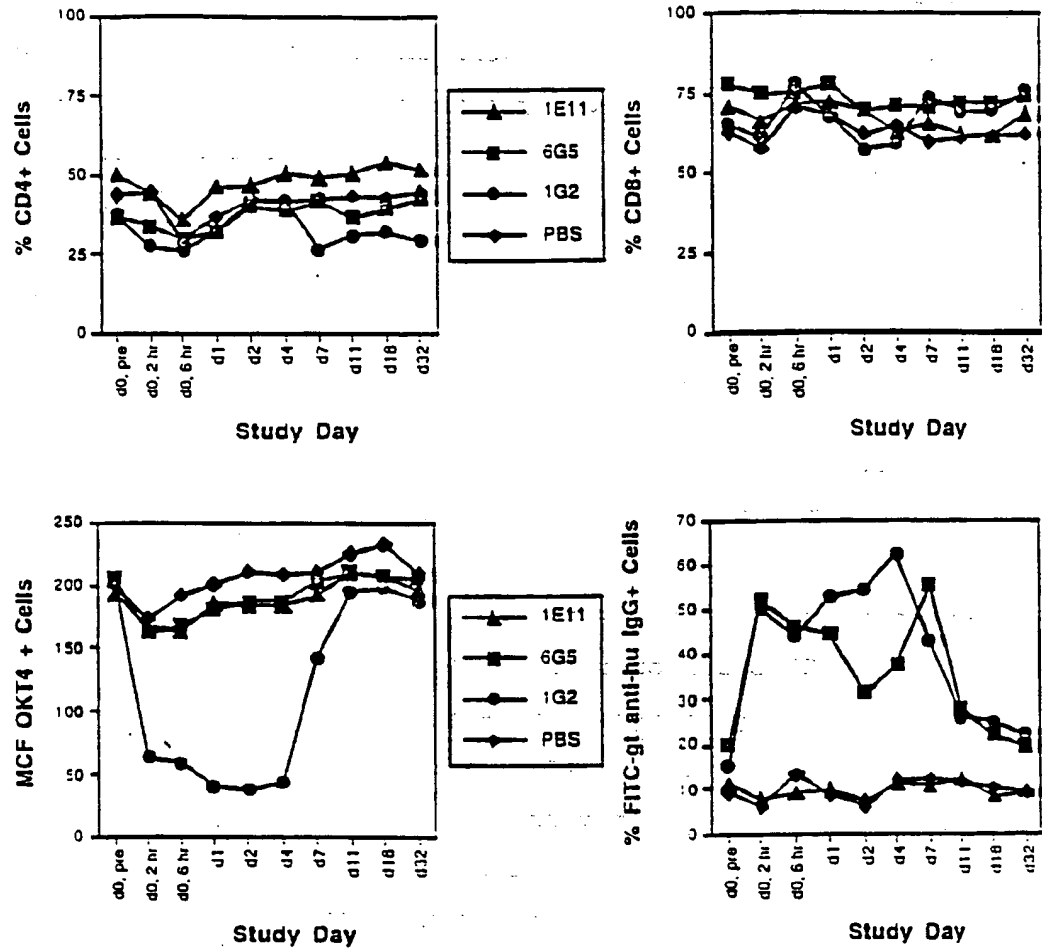 100
75
50
25
0
% CD4+ Cells
d0, pre
d0, 2 hr
d0, 6 hr
d1
d2
d4
d7
d11
d18
d32
Study Day
1E11
6G5
1G2
PBS
100
75
50
25
0
% CD8+ Cells
d0, pre
d0, 2 hr
d0, 6 hr
d1
d2
d4
d7
d11
d18
d32
Study Day
250
200
150
100
50
0
MCF OKT4 + Cells
d0, pre
d0, 2 hr
d0, 6 hr
d1
d2
d4
d7
d11
d18
d32
Study Day
1E11
6G5
1G2
PBS
70
60
50
40
30
20
10
0
% FITC-gt anti-hu IgG+ Cells
d0, pre
d0, 2 hr
d0, 6 hr
d1
d2
d4
d7
d11
d18
d32
Study Day